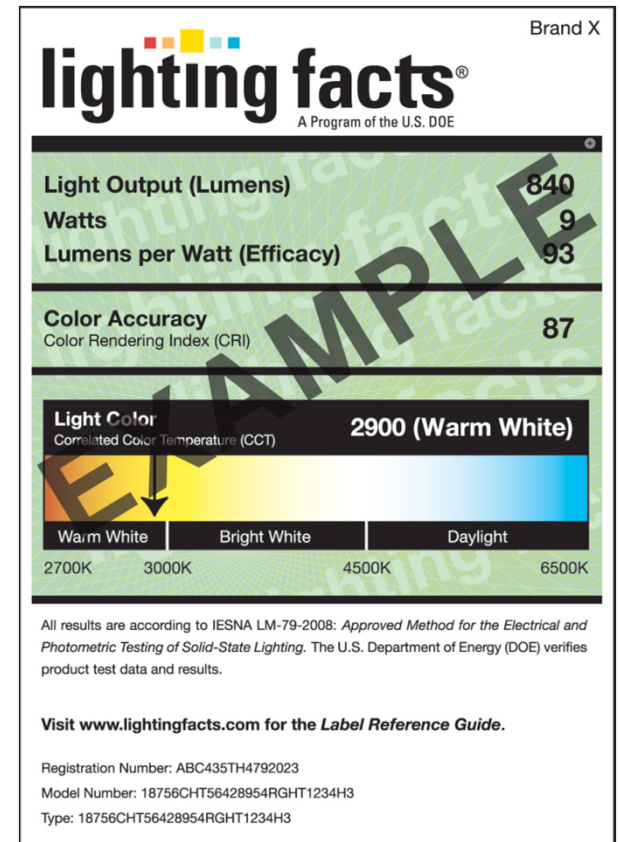 Brand X
lighting facts®
A Program of the U.S. DOE
Light Output (Lumens) 840
Watts 9
Lumens per Watt (Efficacy) 93
Color Accuracy 87
Color Rendering Index (CRI)
Light Color 2900 (Warm White)
Correlated Color Temperature (CCT)
Warm White Bright White Daylight
2700K 3000K 4500K 6500K
EXAMPLE
All results are according to IESNA LM-79-2008: Approved Method for the Electrical and
Photometric Testing of Solid-State Lighting. The U.S. Department of Energy (DOE) verifies
product test data and results.
Visit www.lightingfacts.com for the Label Reference Guide.
Registration Number: ABC435TH4792023
Model Number: 18756CHT56428954RGHT1234H3
Type: 18756CHT56428954RGHT1234H3